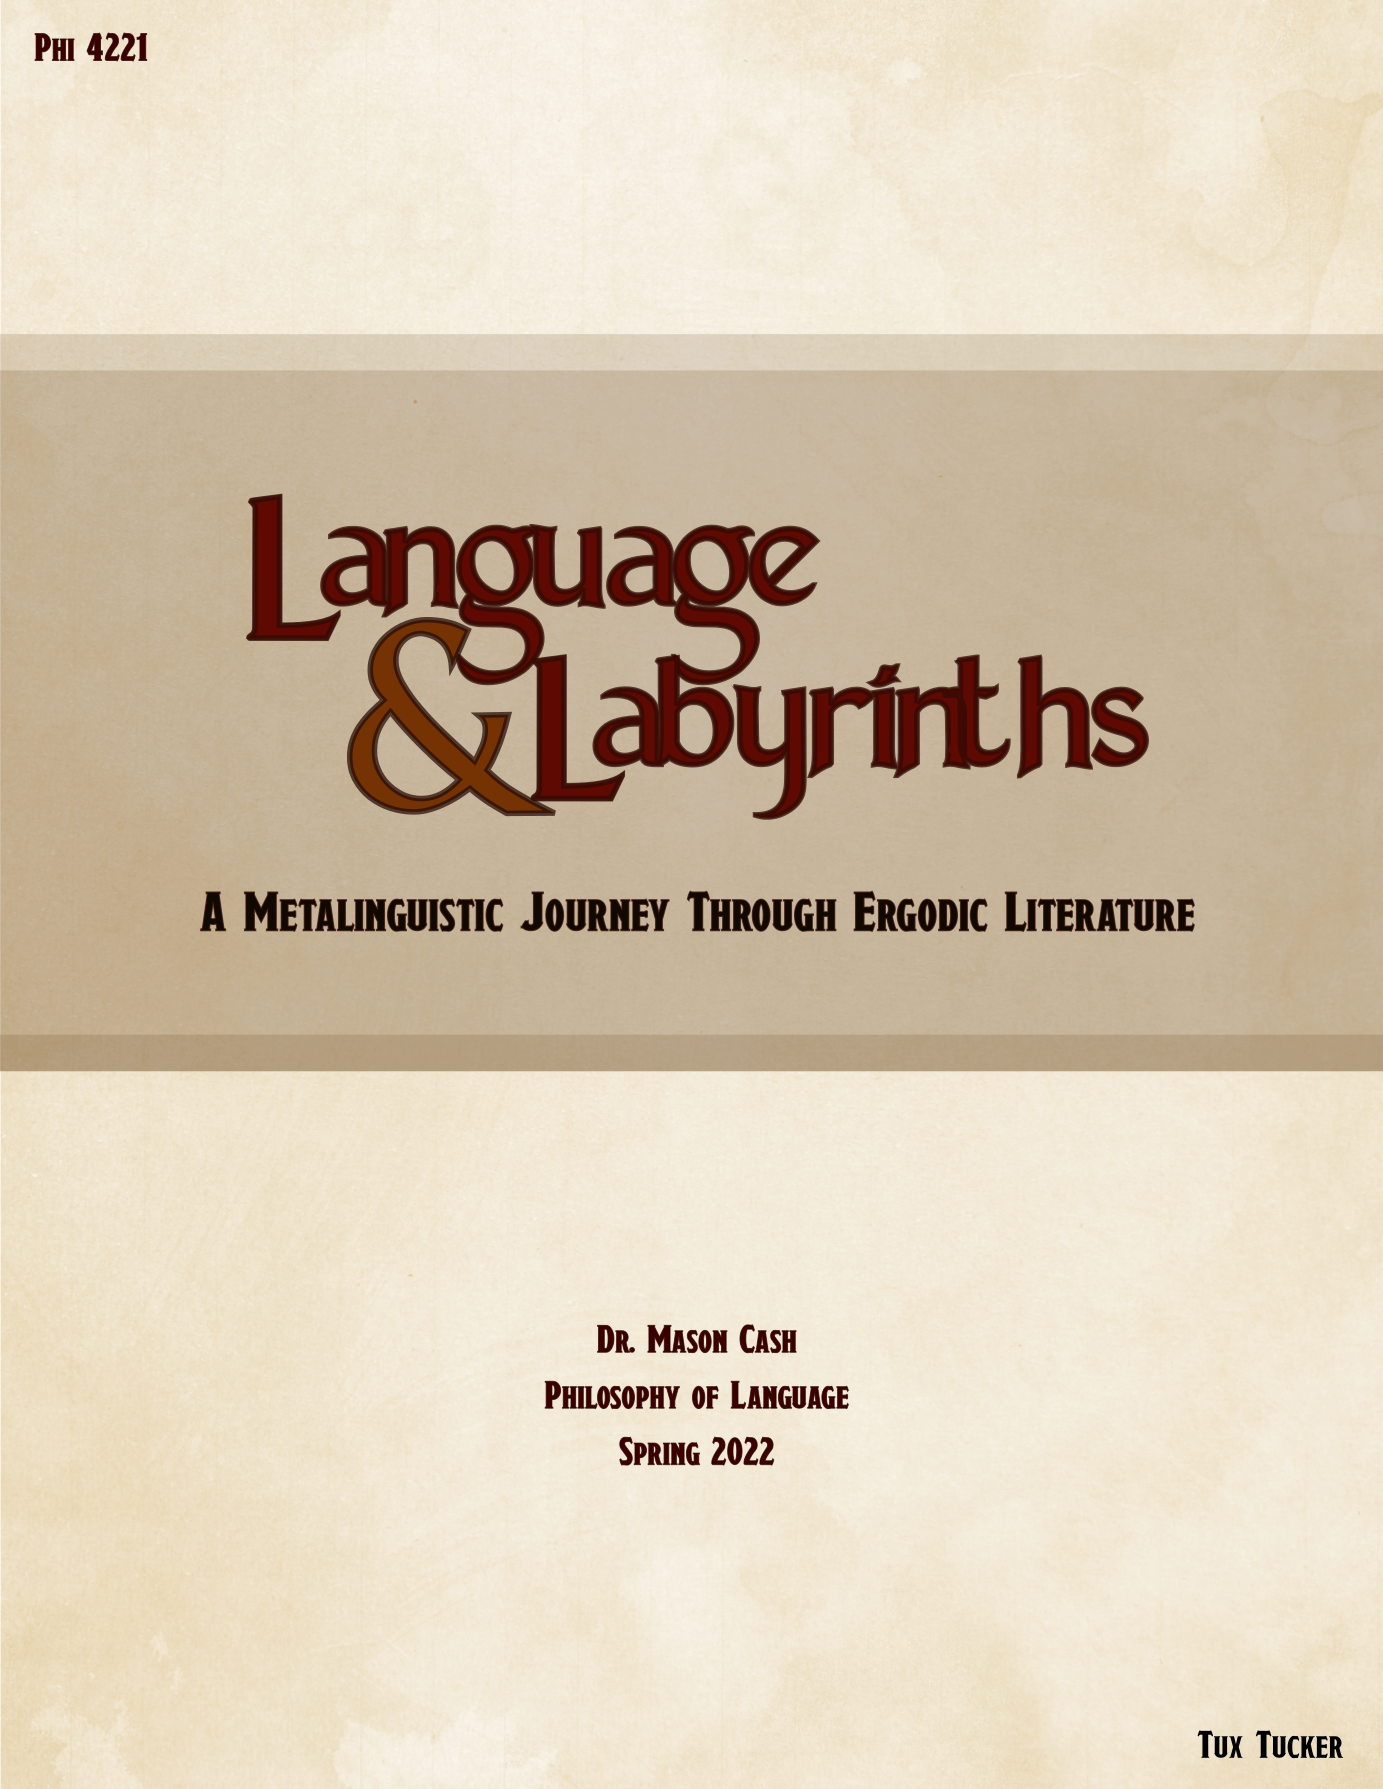 Phi 4221
Language
& Labyrinths
A Metalinguistic Journey Through Ergodic Literature
Dr. Mason Cash
Philosophy of Language
Spring 2022
Tux Tucker